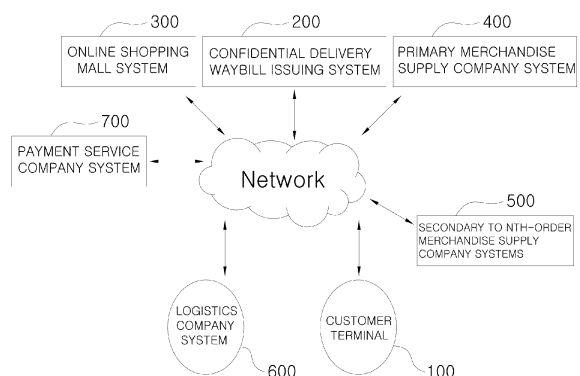 300
200
400
ONLINE SHOPPING
MALL SYSTEM
CONFIDENTIAL DELIVERY
WAYBILL ISSUING SYSTEM
PRIMARY MERCHANDISE
SUPPLY COMPANY SYSTEM
700
PAYMENT SERVICE
COMPANY SYSTEM
Network
500
SECONDARY TO NTH-ORDER
MERCHANDISE SUPPLY
COMPANY SYSTEMS
LOGISTICS
COMPANY
SYSTEM
CUSTOMER
TERMINAL
600
100